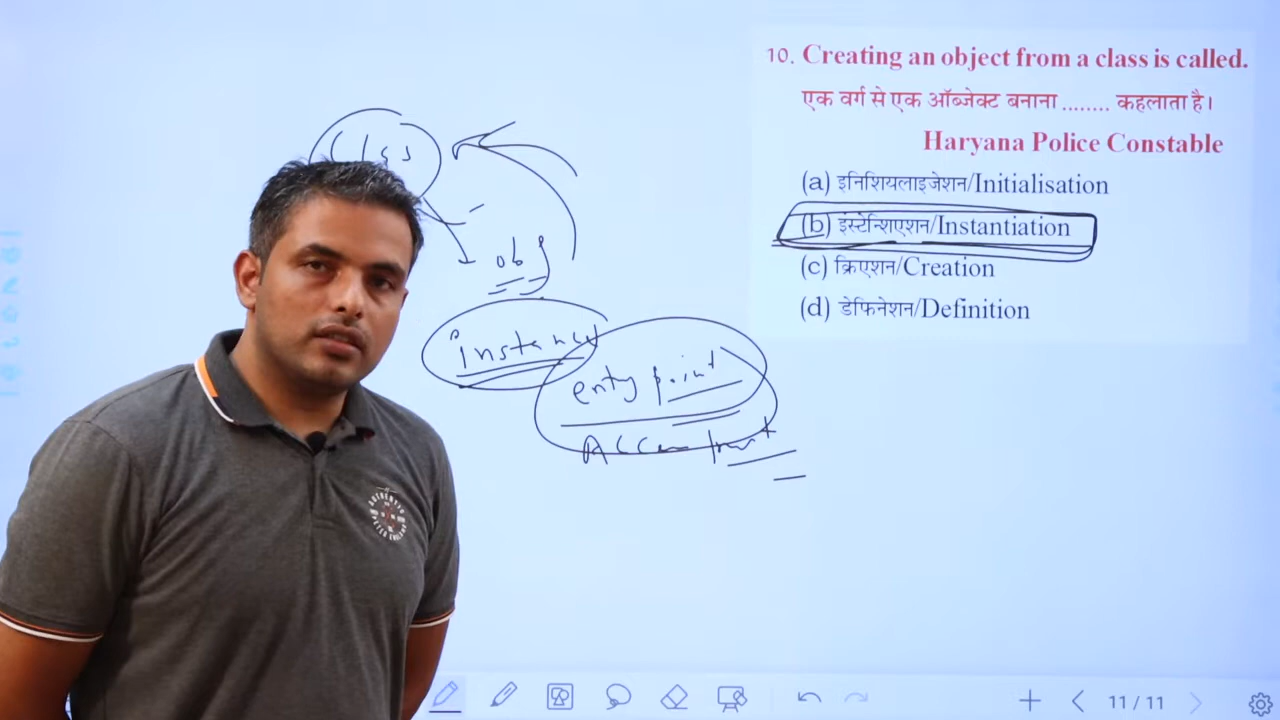 10. Creating an object from a class is called.
एक वर्ग से एक ऑब्जेक्ट बनाना ........ कहलाता है।
Haryana Police Constable
(a) इनिशियलाइजेशन/Initialisation
(b) इंस्टेन्शिएशन/Instantiation
(c) क्रिएशन/Creation
(d) डेफिनेशन/Definition
obj
instance
enty point
11 / 11